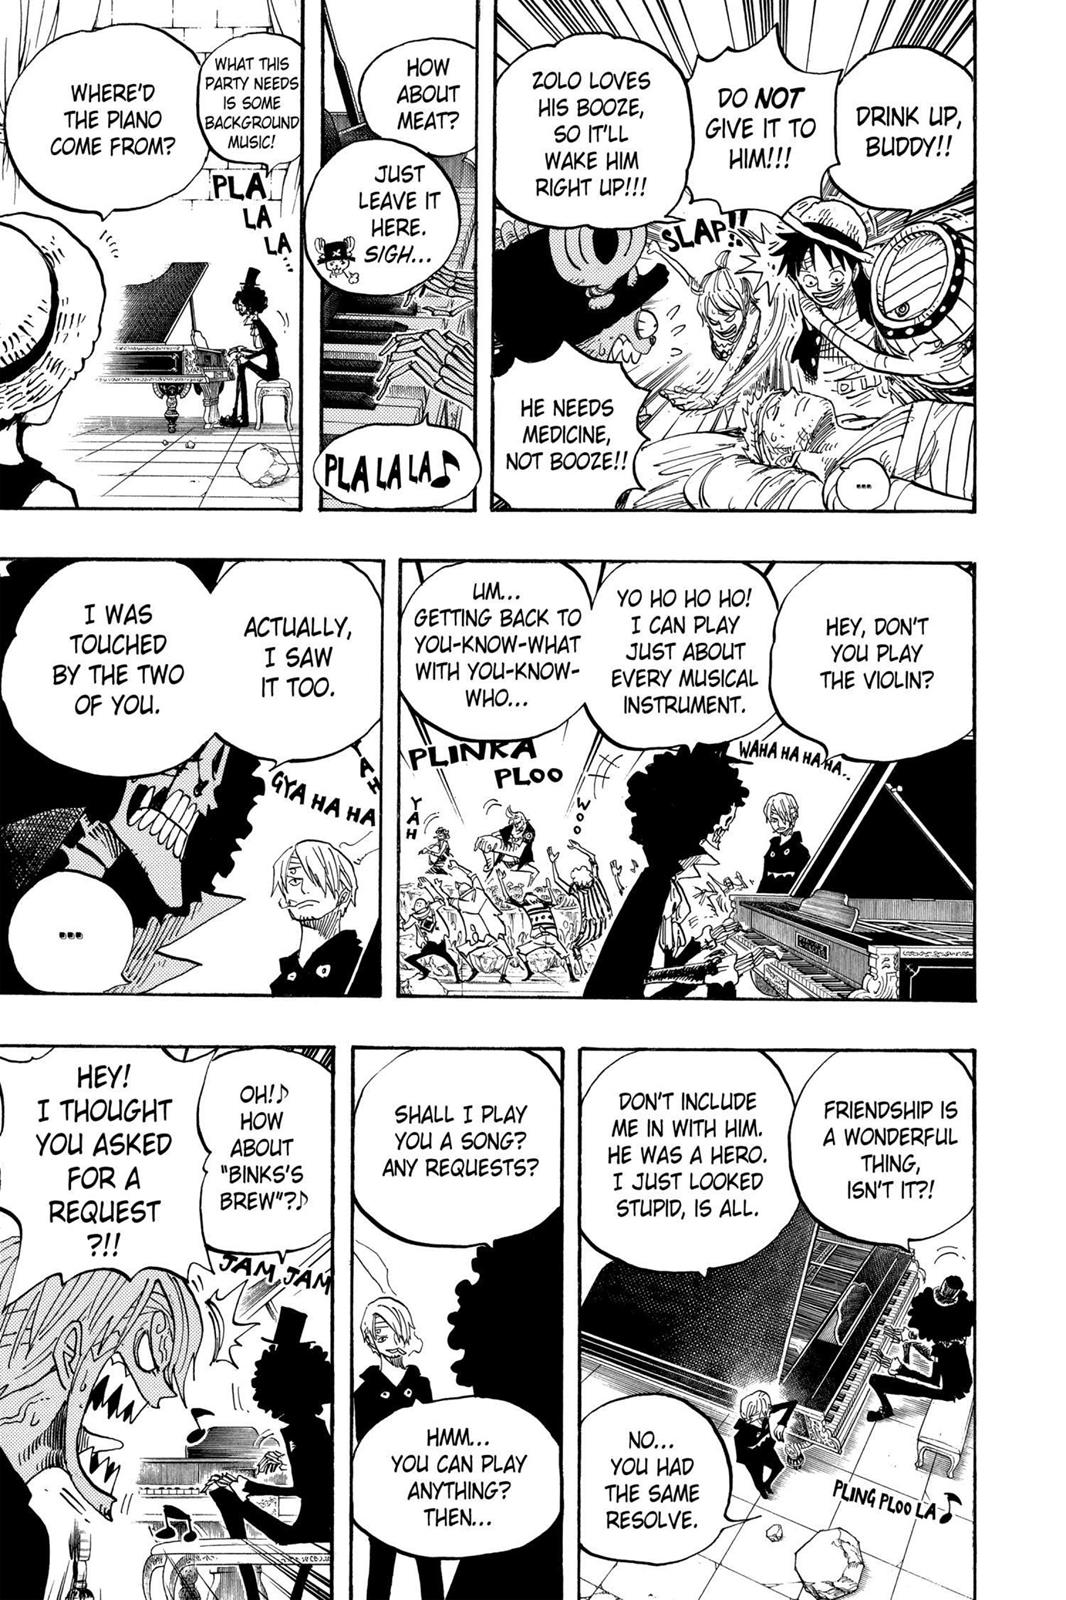 DRINK UP,
BUDDY!!
DO NOT
GIVE IT TO
HIM!!!
ZOLO LOVES
HIS BOOZE,
SO IT'LL
WAKE HIM
RIGHT UP!!!
SLAP!!
HE NEEDS
MEDICINE,
NOT BOOZE!!
...
HOW
ABOUT
MEAT?
JUST
LEAVE IT
HERE.
SIGH...
PLA LA LA♪
WHAT THIS
PARTY NEEDS
IS SOME
BACKGROUND
MUSIC!
WHERE'D
THE PIANO
COME FROM?
PLA
LA
LA...
HEY, DON'T
YOU PLAY
THE VIOLIN?
YO HO HO HO!
I CAN PLAY
JUST ABOUT
EVERY MUSICAL
INSTRUMENT.
UM...
GETTING BACK TO
YOU-KNOW-WHAT
WITH YOU-KNOW-
WHO...
WAHA HA HA HA..
PLINKA
PLOO
YAH
WOO
ACTUALLY,
I SAW
IT TOO.
I WAS
TOUCHED
BY THE TWO
OF YOU.
YAH
GYA HA HA HA
...
FRIENDSHIP IS
A WONDERFUL
THING,
ISN'T IT?!
DON'T INCLUDE
ME IN WITH HIM.
HE WAS A HERO.
I JUST LOOKED
STUPID, IS ALL.
NO...
YOU HAD
THE SAME
RESOLVE.
PLING PLOO LA♪
SHALL I PLAY
YOU A SONG?
ANY REQUESTS?
HMM...
YOU CAN PLAY
ANYTHING?
THEN...
OH!♪
HOW
ABOUT
"BINKS'S
BREW"?♪
HEY!
I THOUGHT
YOU ASKED
FOR A
REQUEST
?!!
JAM JAM